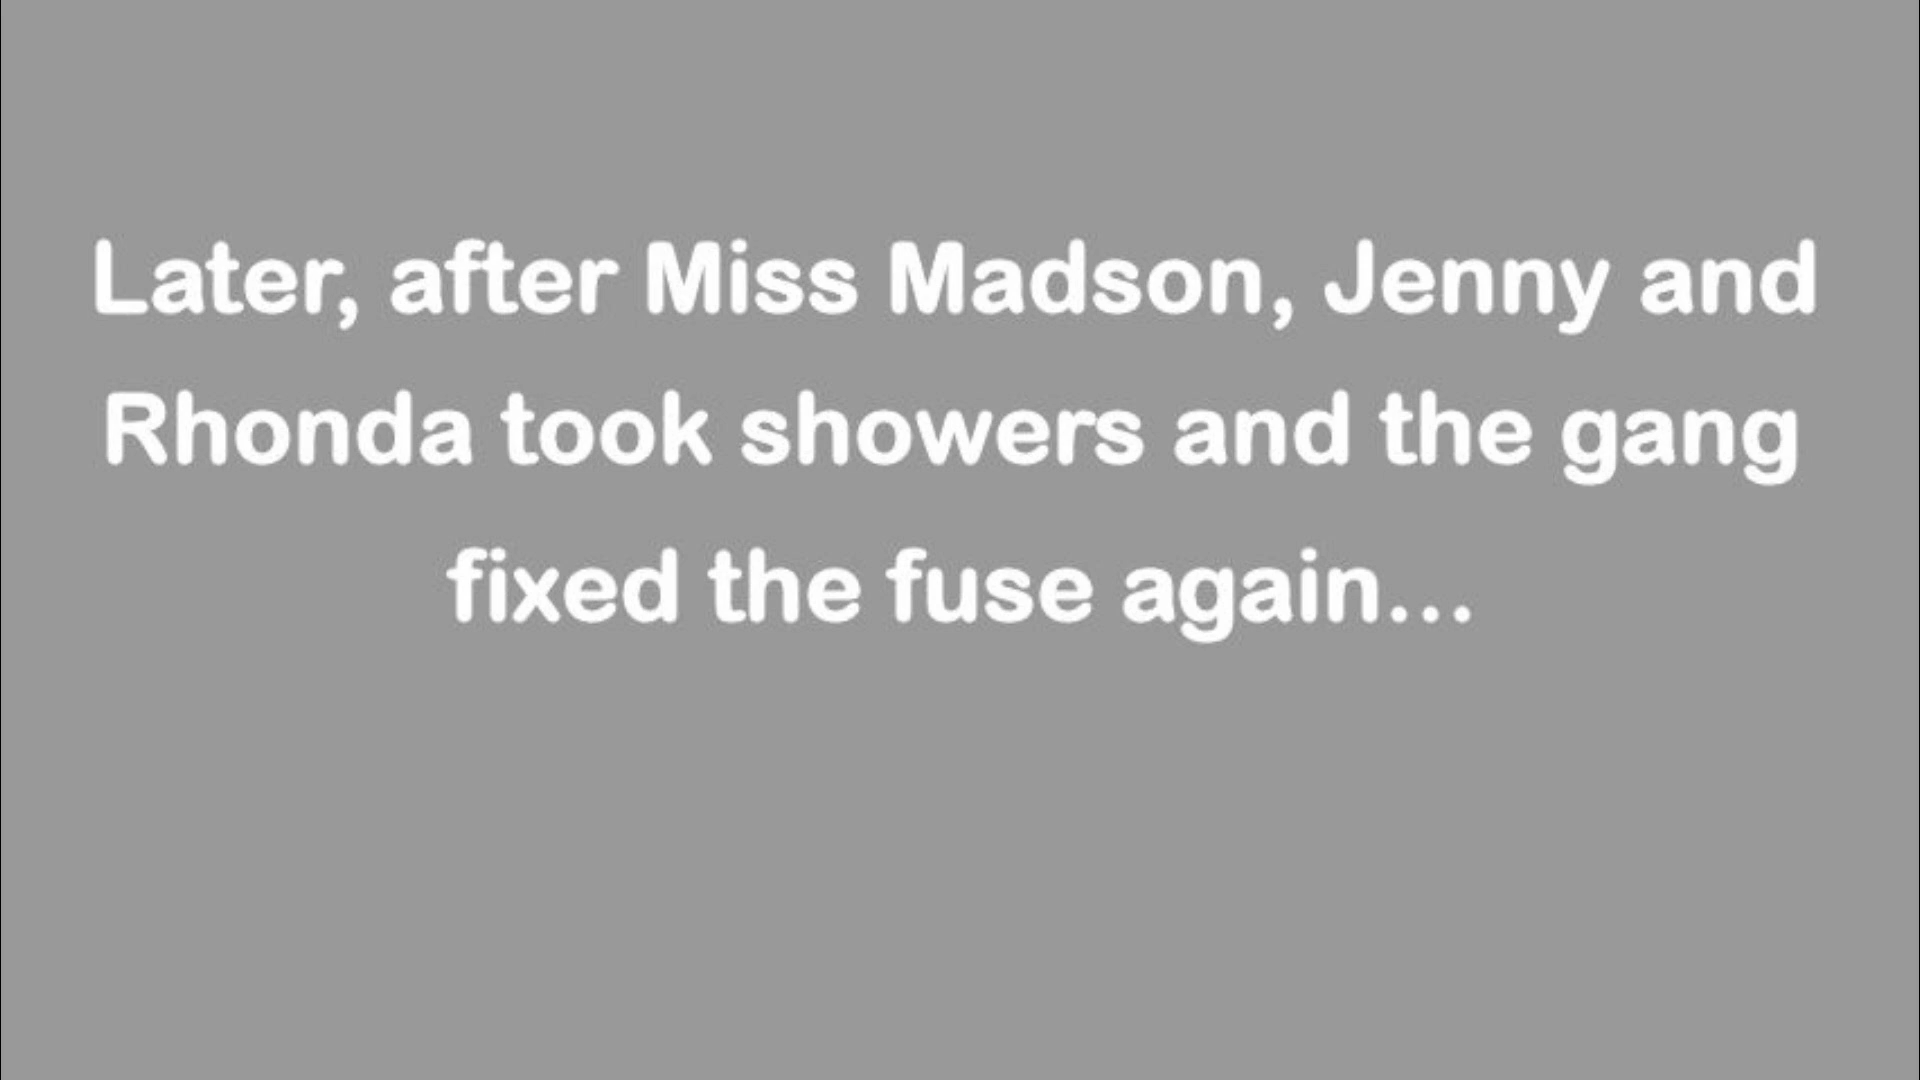 Later, after Miss Madson, Jenny and
Rhonda took showers and the gang
fixed the fuse again...